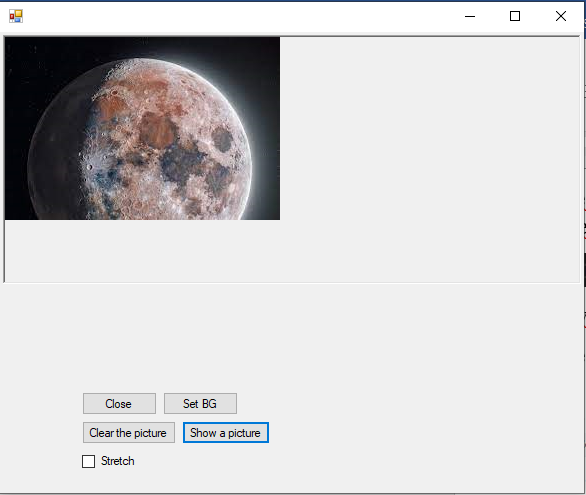 Close Set BG
Clear the picture Show a picture
Stretch